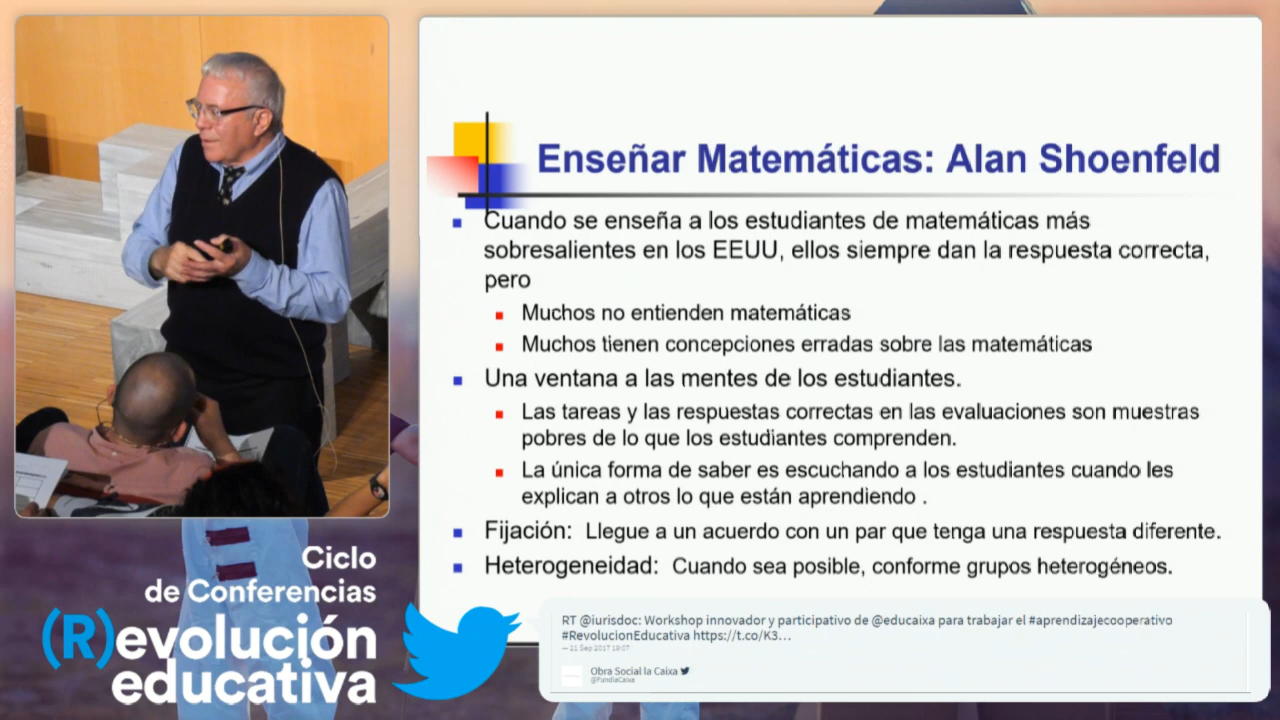 Enseñar Matemáticas: Alan Shoenfeld
Cuando se enseña a los estudiantes de matemáticas más
sobresalientes en los EEUU, ellos siempre dan la respuesta correcta,
pero
Muchos no entienden matemáticas
Muchos tienen concepciones erradas sobre las matemáticas
Una ventana a las mentes de los estudiantes.
Las tareas y las respuestas correctas en las evaluaciones son muestras
pobres de lo que los estudiantes comprenden.
La única forma de saber es escuchando a los estudiantes cuando les
explican a otros lo que están aprendiendo .
Fijación: Llegue a un acuerdo con un par que tenga una respuesta diferente.
Heterogeneidad: Cuando sea posible, conforme grupos heterogéneos.
Ciclo
de Conferencias
(R)evolución
educativa
RT @iurisdoc: Workshop innovador y participativo de @educaixa para trabajar el #aprendizajecooperativo
#RevolucionEducativa https://t.co/K3...
— 21 Sep 2017 19:07
Obra Social la Caixa
@FundlaCaixa